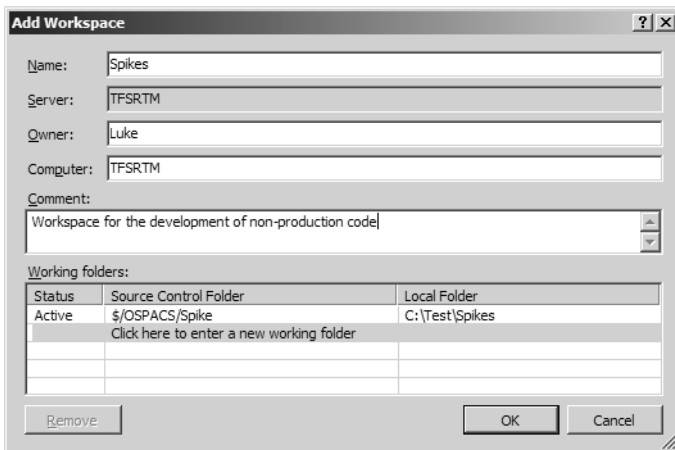 Add Workspace ? X
Name: Spikes
Server: TFSRTM
Owner: Luke
Computer: TFSRTM
Comment:
Workspace for the development of non-production code
Working folders:
Status Source Control Folder Local Folder
Active $/OSPACS/Spike C:\Test\Spikes
Click here to enter a new working folder
Remove OK Cancel